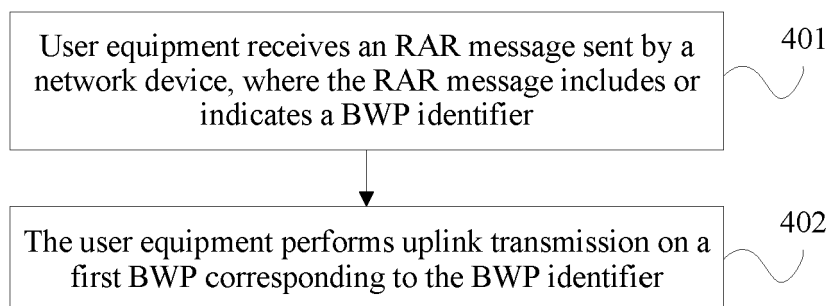 User equipment receives an RAR message sent by a
network device, where the RAR message includes or
indicates a BWP identifier
401
The user equipment performs uplink transmission on a
first BWP corresponding to the BWP identifier
402